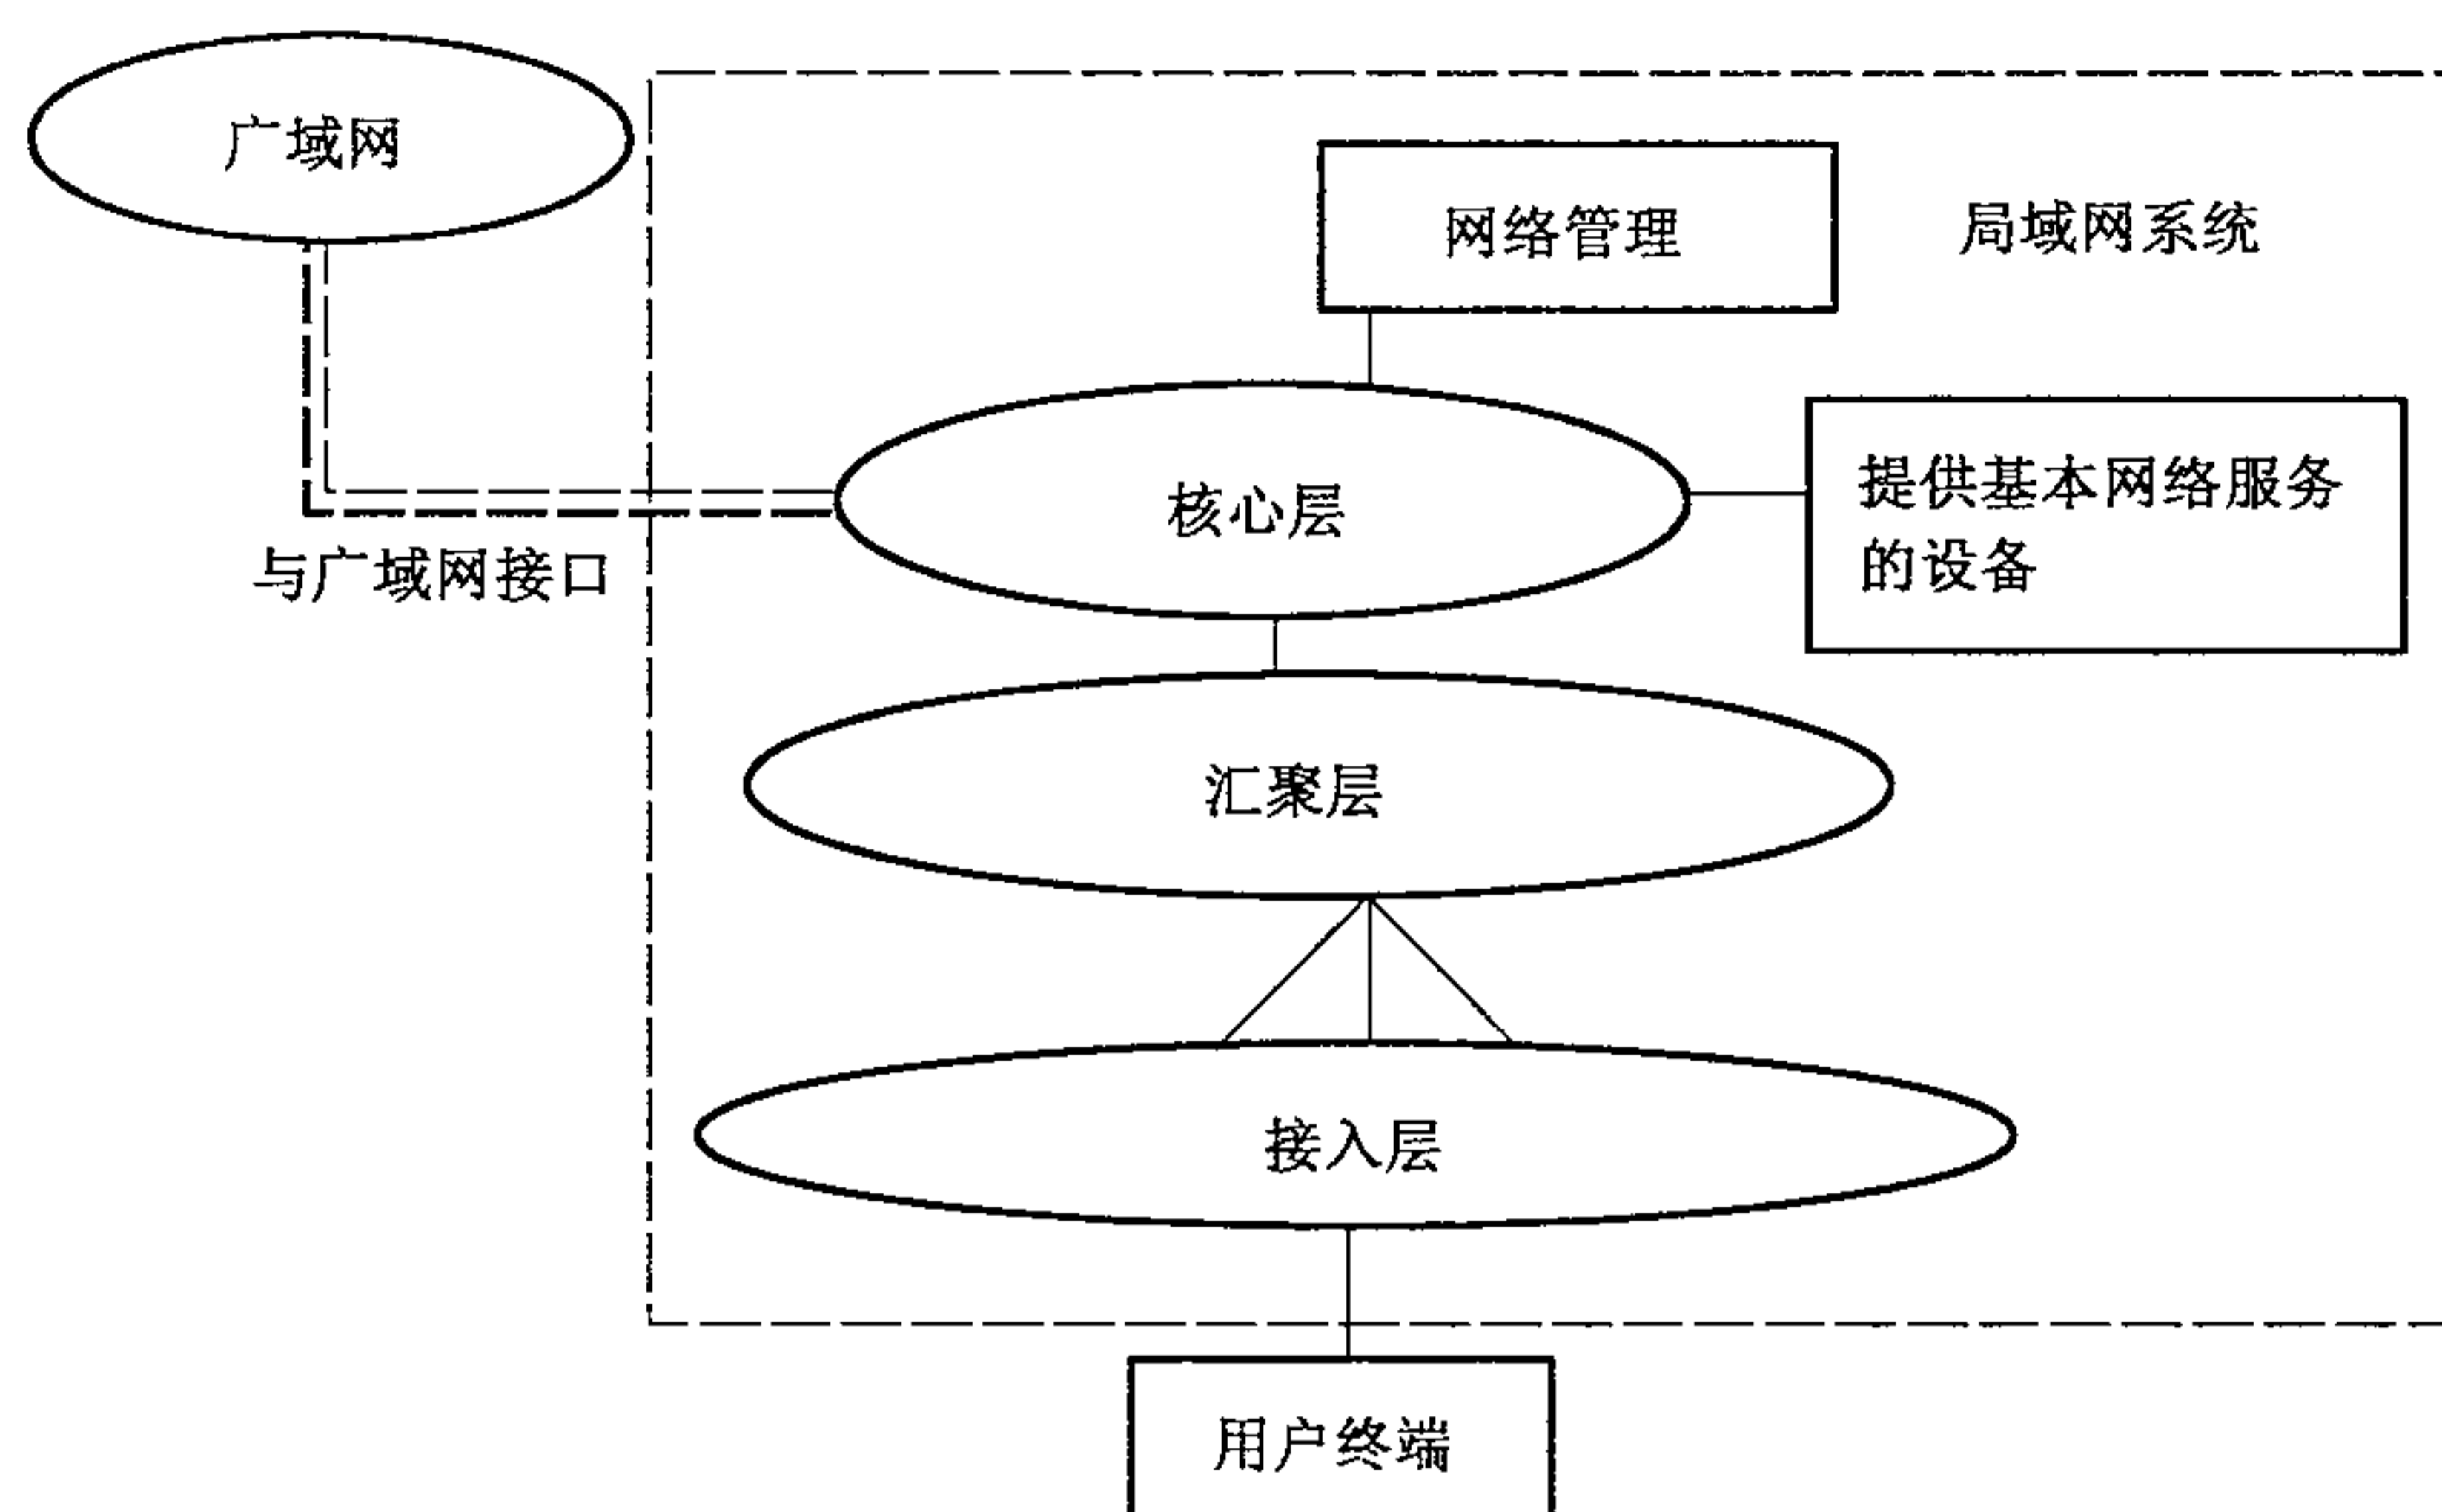 广域网
网络管理
局域网系统
核心层
提供基本网络服务
的设备
与广域网接口
汇聚层
接入层
用户终端